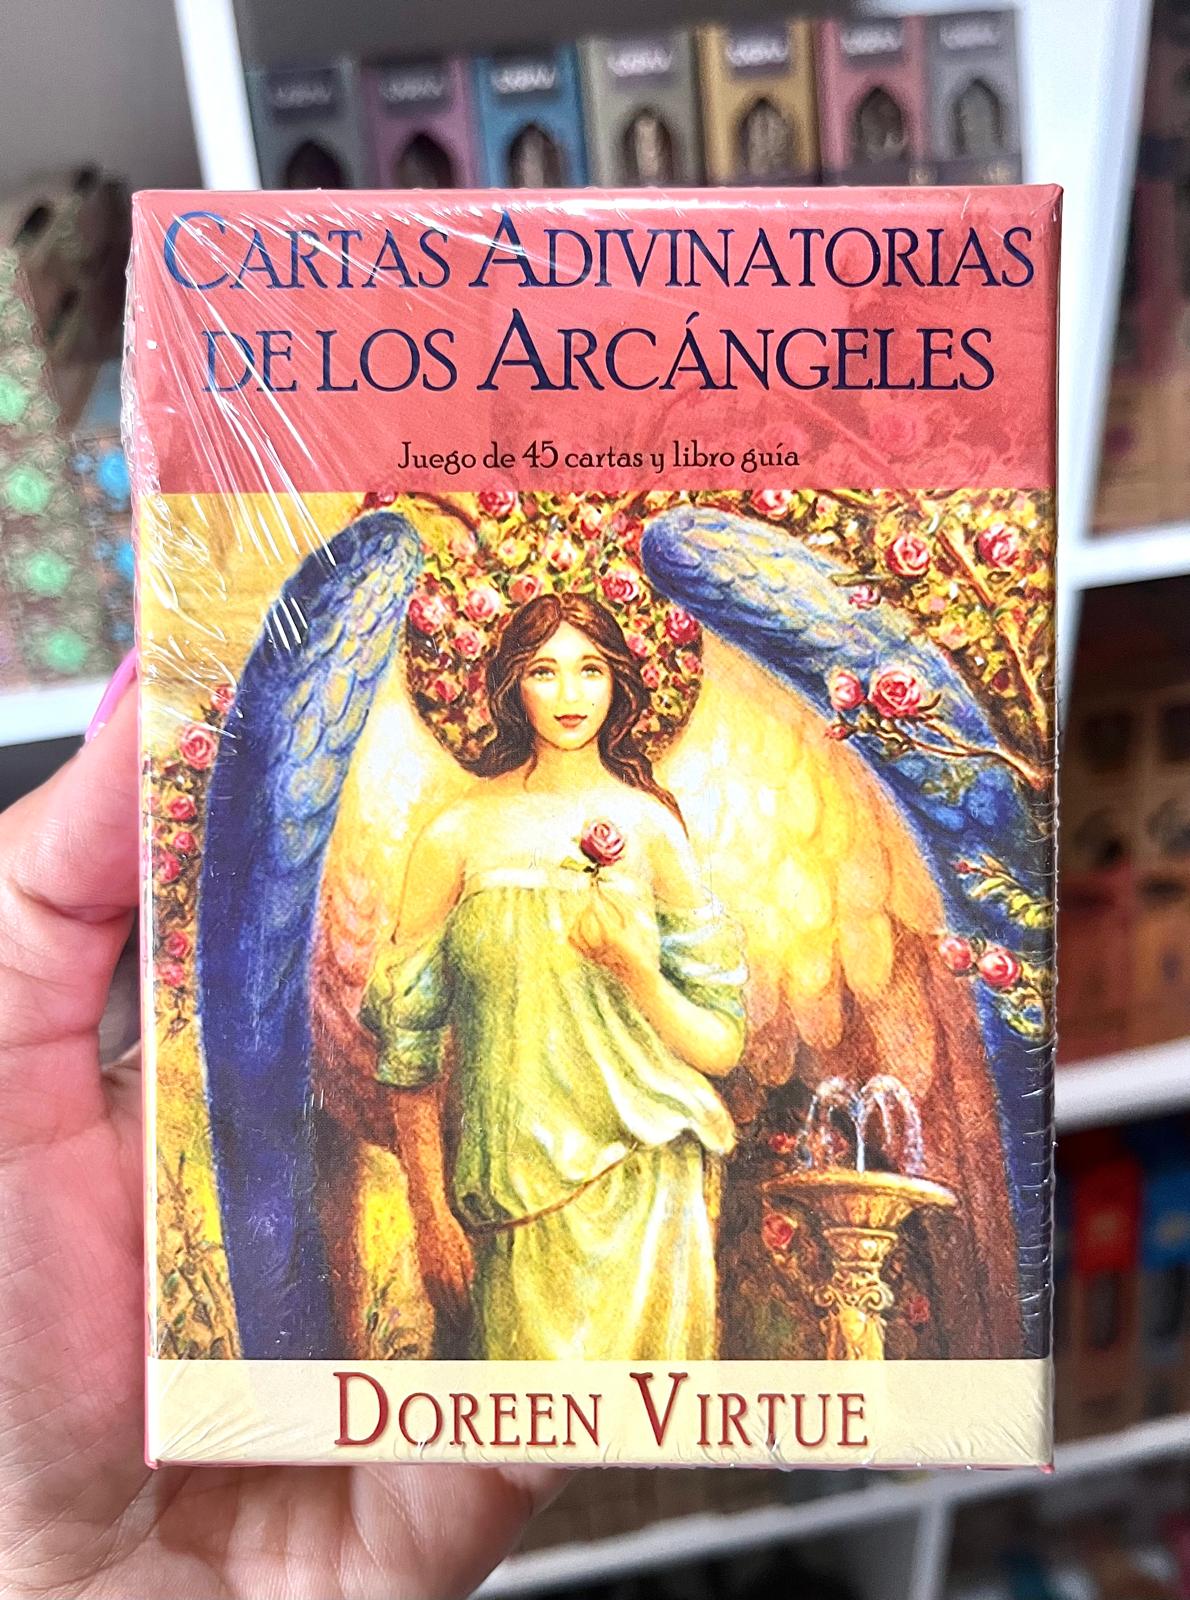 CARTAS ADIVINATORIAS
DE LOS ARCÁNGELES
Juego de 45 cartas y libro guía
DOREEN VIRTUE